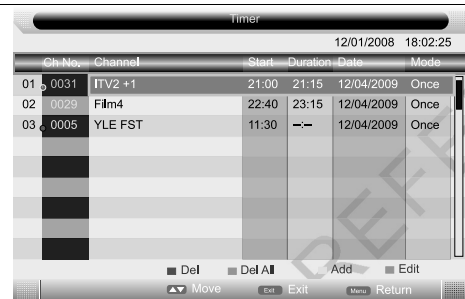 Timer
12/01/2008 18:02:25
Ch No. Channel Start Duration Date Mode
01 0031 ITV2 +1 21:00 21:15 12/04/2009 Once
02 0029 Film4 22:40 23:15 12/04/2009 Once
03 0005 YLE FST 11:30 –:– 12/04/2009 Once
Del Del All Add Edit
Move Exit Exit Menu Return